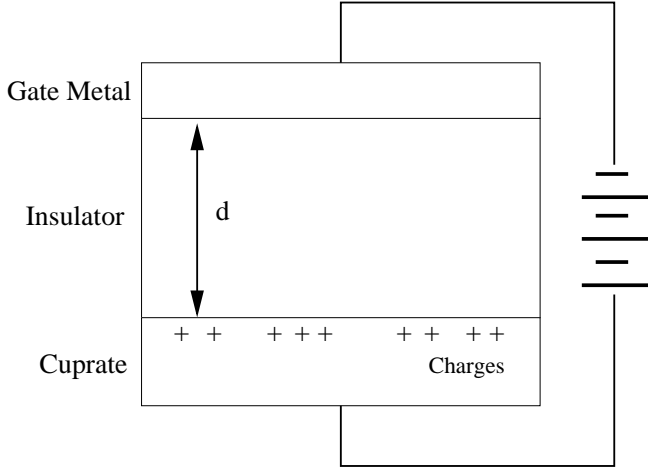 Gate Metal
Insulator
d
+ + + + + + + + +
Cuprate
Charges